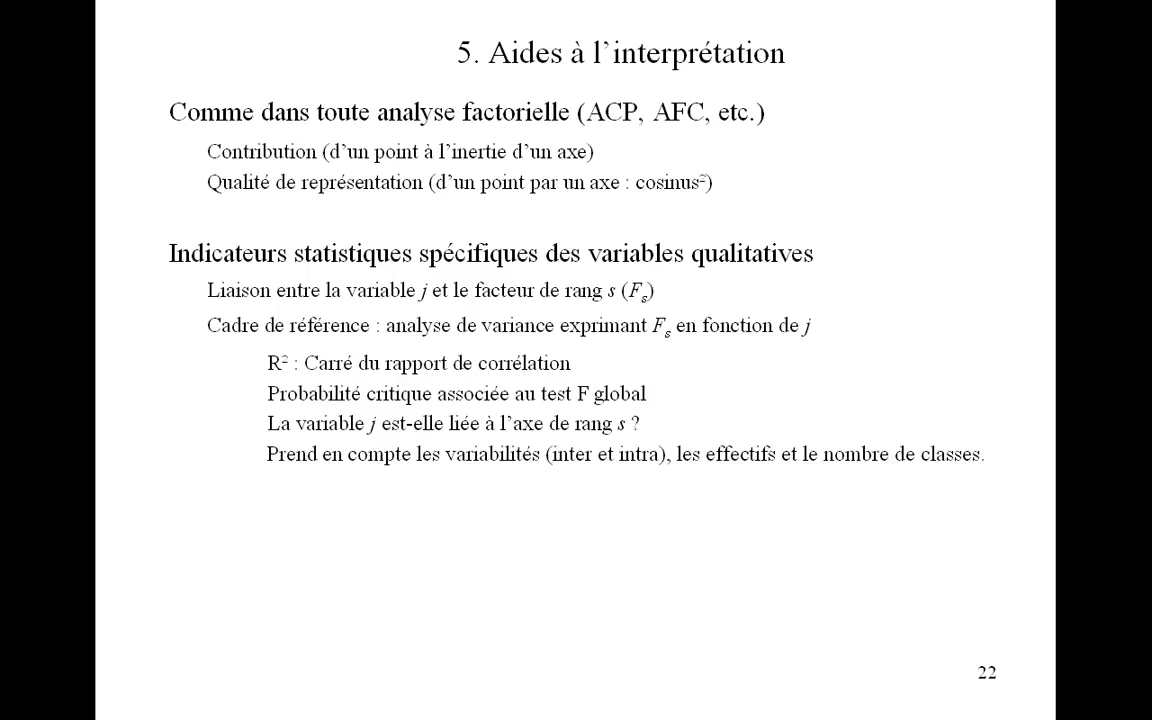 5. Aides à l’interprétation
Comme dans toute analyse factorielle (ACP, AFC, etc.)
Contribution (d’un point à l’inertie d’un axe)
Qualité de représentation (d’un point par un axe : cosinus²)
Indicateurs statistiques spécifiques des variables qualitatives
Liaison entre la variable j et le facteur de rang s (Fs)
Cadre de référence : analyse de variance exprimant Fs en fonction de j
R² : Carré du rapport de corrélation
Probabilité critique associée au test F global
La variable j est-elle liée à l’axe de rang s ?
Prend en compte les variabilités (inter et intra), les effectifs et le nombre de classes.
22